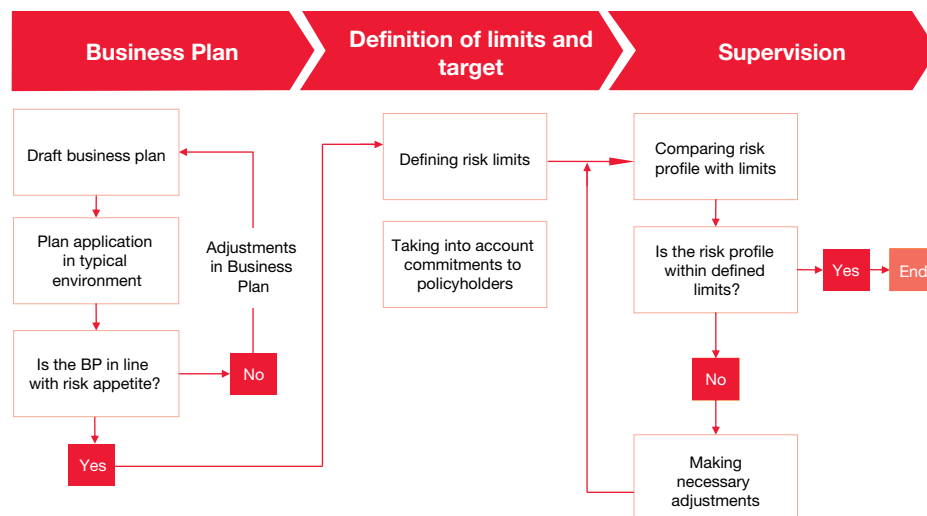 Business Plan
Definition of limits and
target
Supervision
Draft business plan
Plan application
in typical
environment
Adjustments
in Business
Plan
Is the BP in line
with risk appetite?
No
Yes
Defining risk limits
Taking into account
commitments to
policyholders
Comparing risk
profile with limits
Is the risk profile
within defined
limits?
Yes
End
No
Making
necessary
adjustments